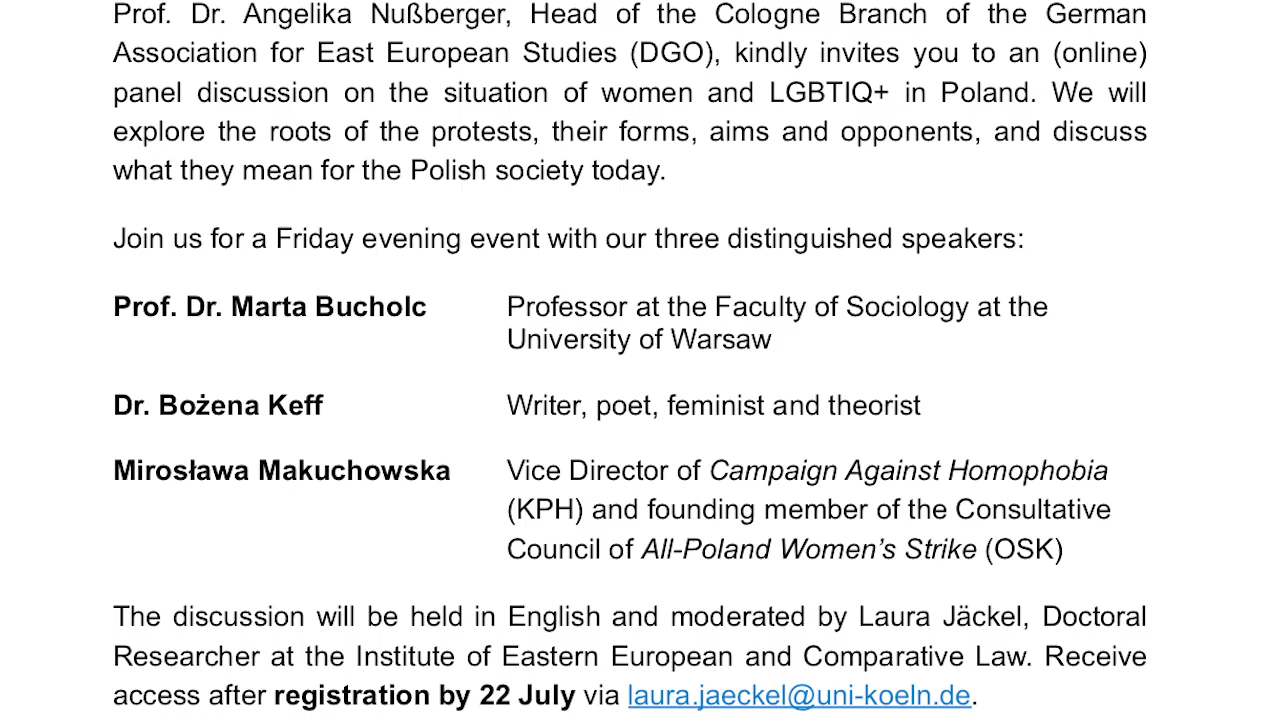 Prof. Dr. Angelika Nußberger, Head of the Cologne Branch of the German
Association for East European Studies (DGO), kindly invites you to an (online)
panel discussion on the situation of women and LGBTIQ+ in Poland. We will
explore the roots of the protests, their forms, aims and opponents, and discuss
what they mean for the Polish society today.
Join us for a Friday evening event with our three distinguished speakers:
Prof. Dr. Marta Bucholc Professor at the Faculty of Sociology at the
University of Warsaw
Dr. Bożena Keff Writer, poet, feminist and theorist
Mirosława Makuchowska Vice Director of Campaign Against Homophobia
(KPH) and founding member of the Consultative
Council of All-Poland Women’s Strike (OSK)
The discussion will be held in English and moderated by Laura Jäckel, Doctoral
Researcher at the Institute of Eastern European and Comparative Law. Receive
access after registration by 22 July via laura.jaeckel@uni-koeln.de.